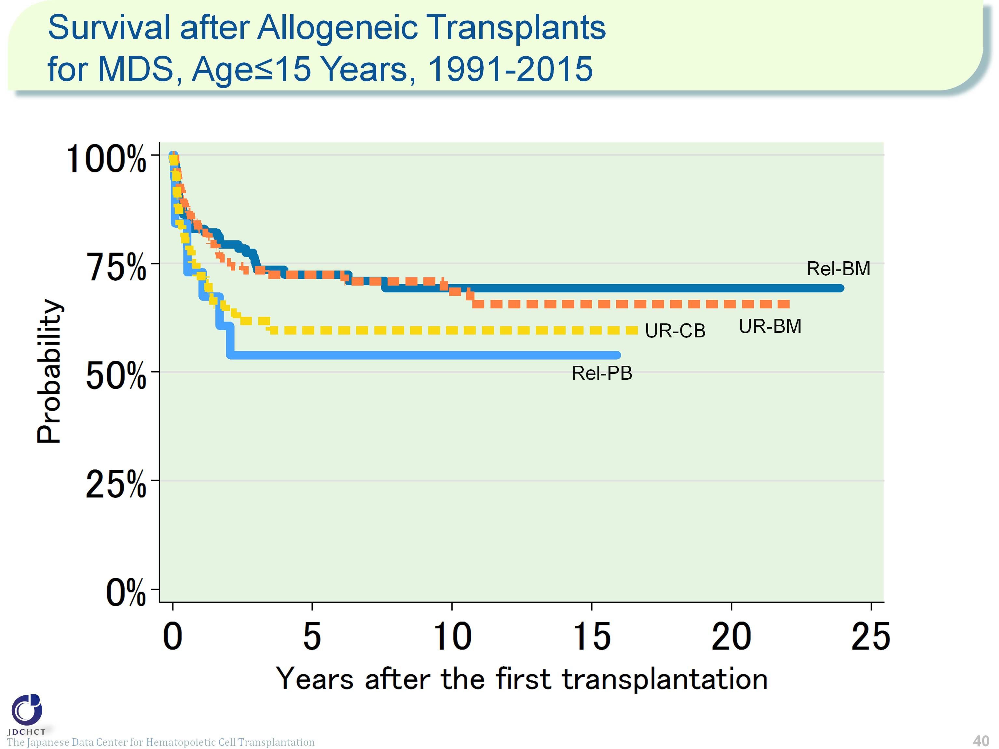 Survival after Allogeneic Transplants
for MDS, Age≤15 Years, 1991-2015
100%
75%
50%
25%
0%
Probability
Rel-BM
UR-BM
UR-CB
Rel-PB
0 5 10 15 20 25
Years after the first transplantation
JDCHCT
The Japanese Data Center for Hematopoietic Cell Transplantation
40